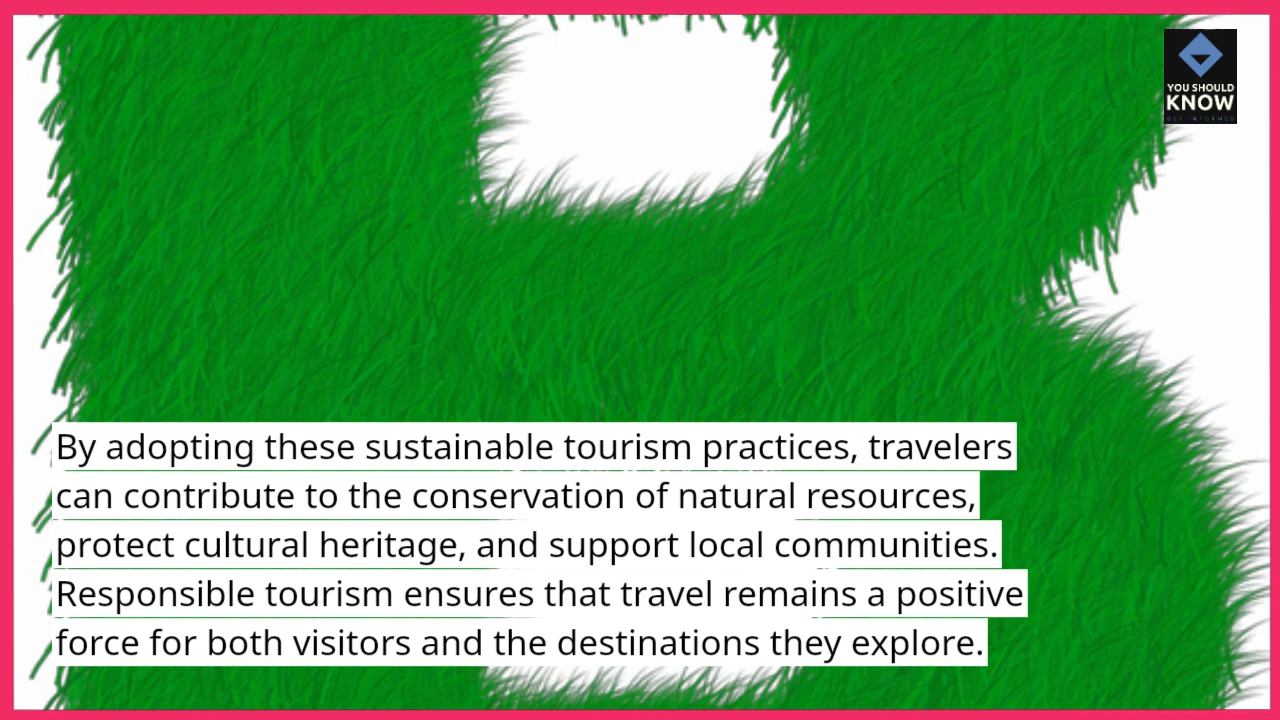 YOU SHOULD
KNOW
GET INFORMED
By adopting these sustainable tourism practices, travelers
can contribute to the conservation of natural resources,
protect cultural heritage, and support local communities.
Responsible tourism ensures that travel remains a positive
force for both visitors and the destinations they explore.